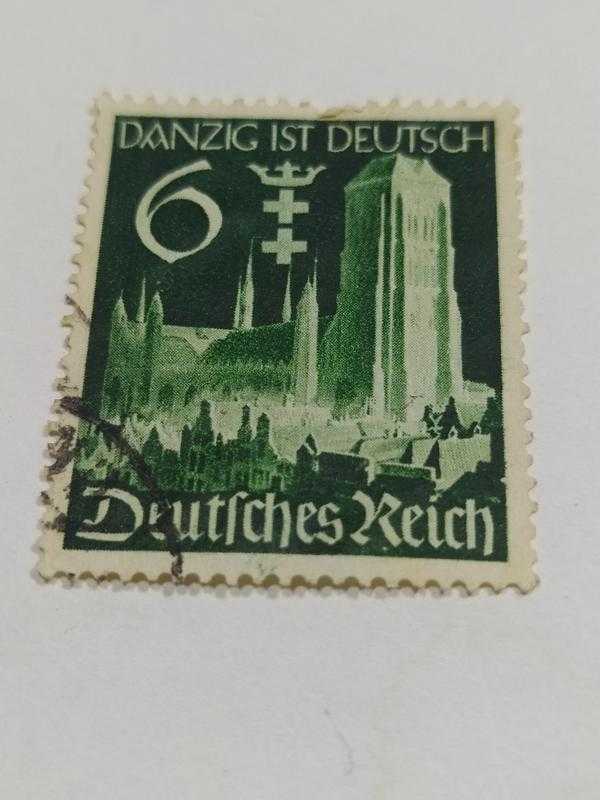 DANZIG IST DEUTSCH
6
Deutſches Reich